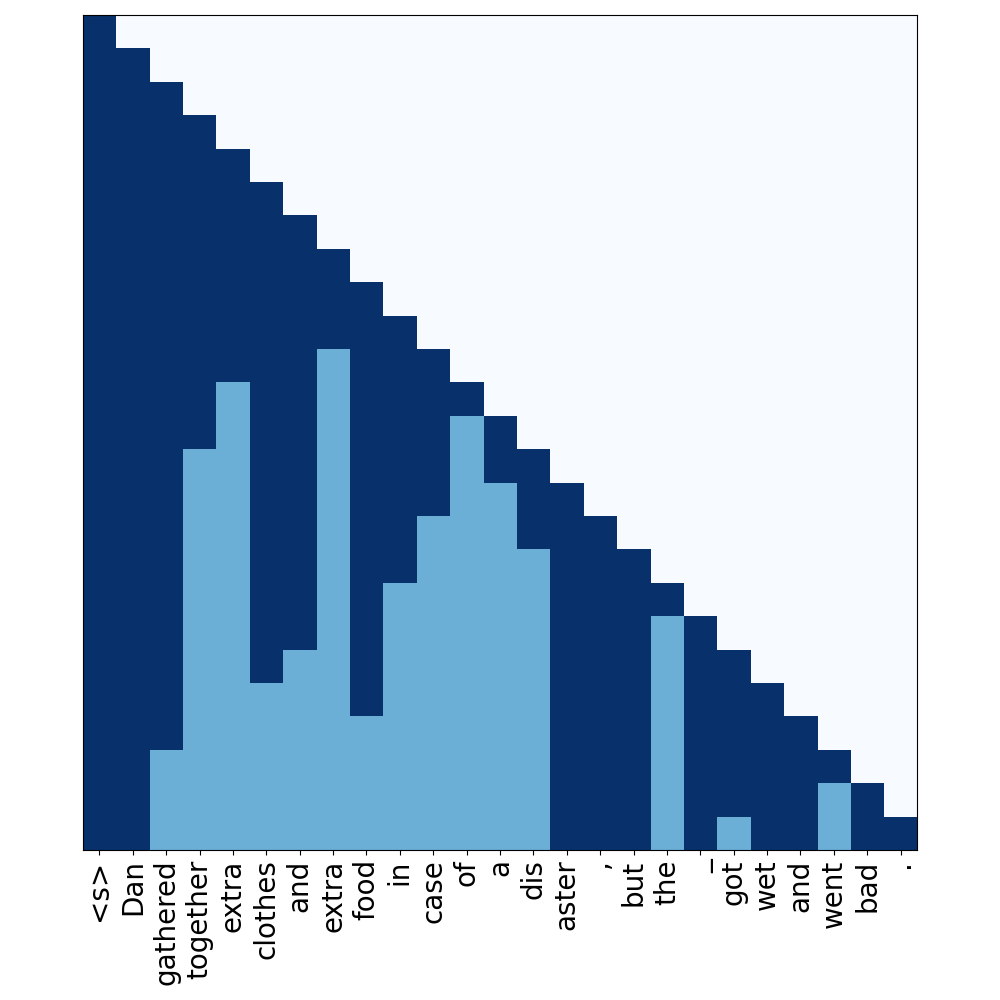 <s> Dan gathered together extra clothes and extra food in case of a dis aster , but the _ got wet and went bad .